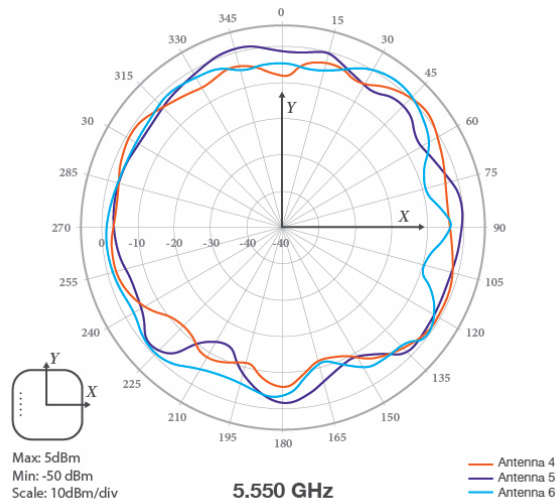 0
345
15
330
30
315
45
30
60
Y
285
75
X
270
0
-10
-20
-30
-40
-40
90
255
105
240
120
Y
X
225
135
210
150
195
180
165
Max: 5dBm
Min: -50 dBm
Scale: 10dBm/div
5.550 GHz
Antenna 4
Antenna 5
Antenna 6